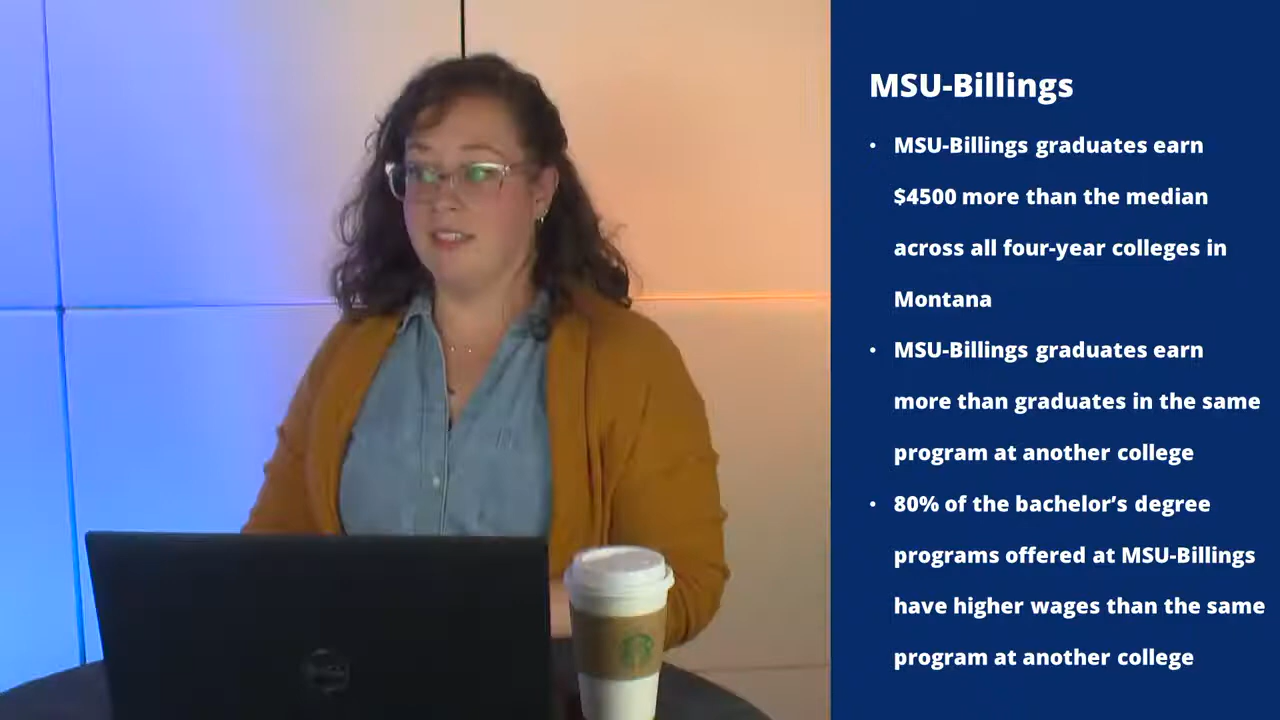 MSU-Billings
• MSU-Billings graduates earn
$4500 more than the median
across all four-year colleges in
Montana
• MSU-Billings graduates earn
more than graduates in the same
program at another college
• 80% of the bachelor’s degree
programs offered at MSU-Billings
have higher wages than the same
program at another college